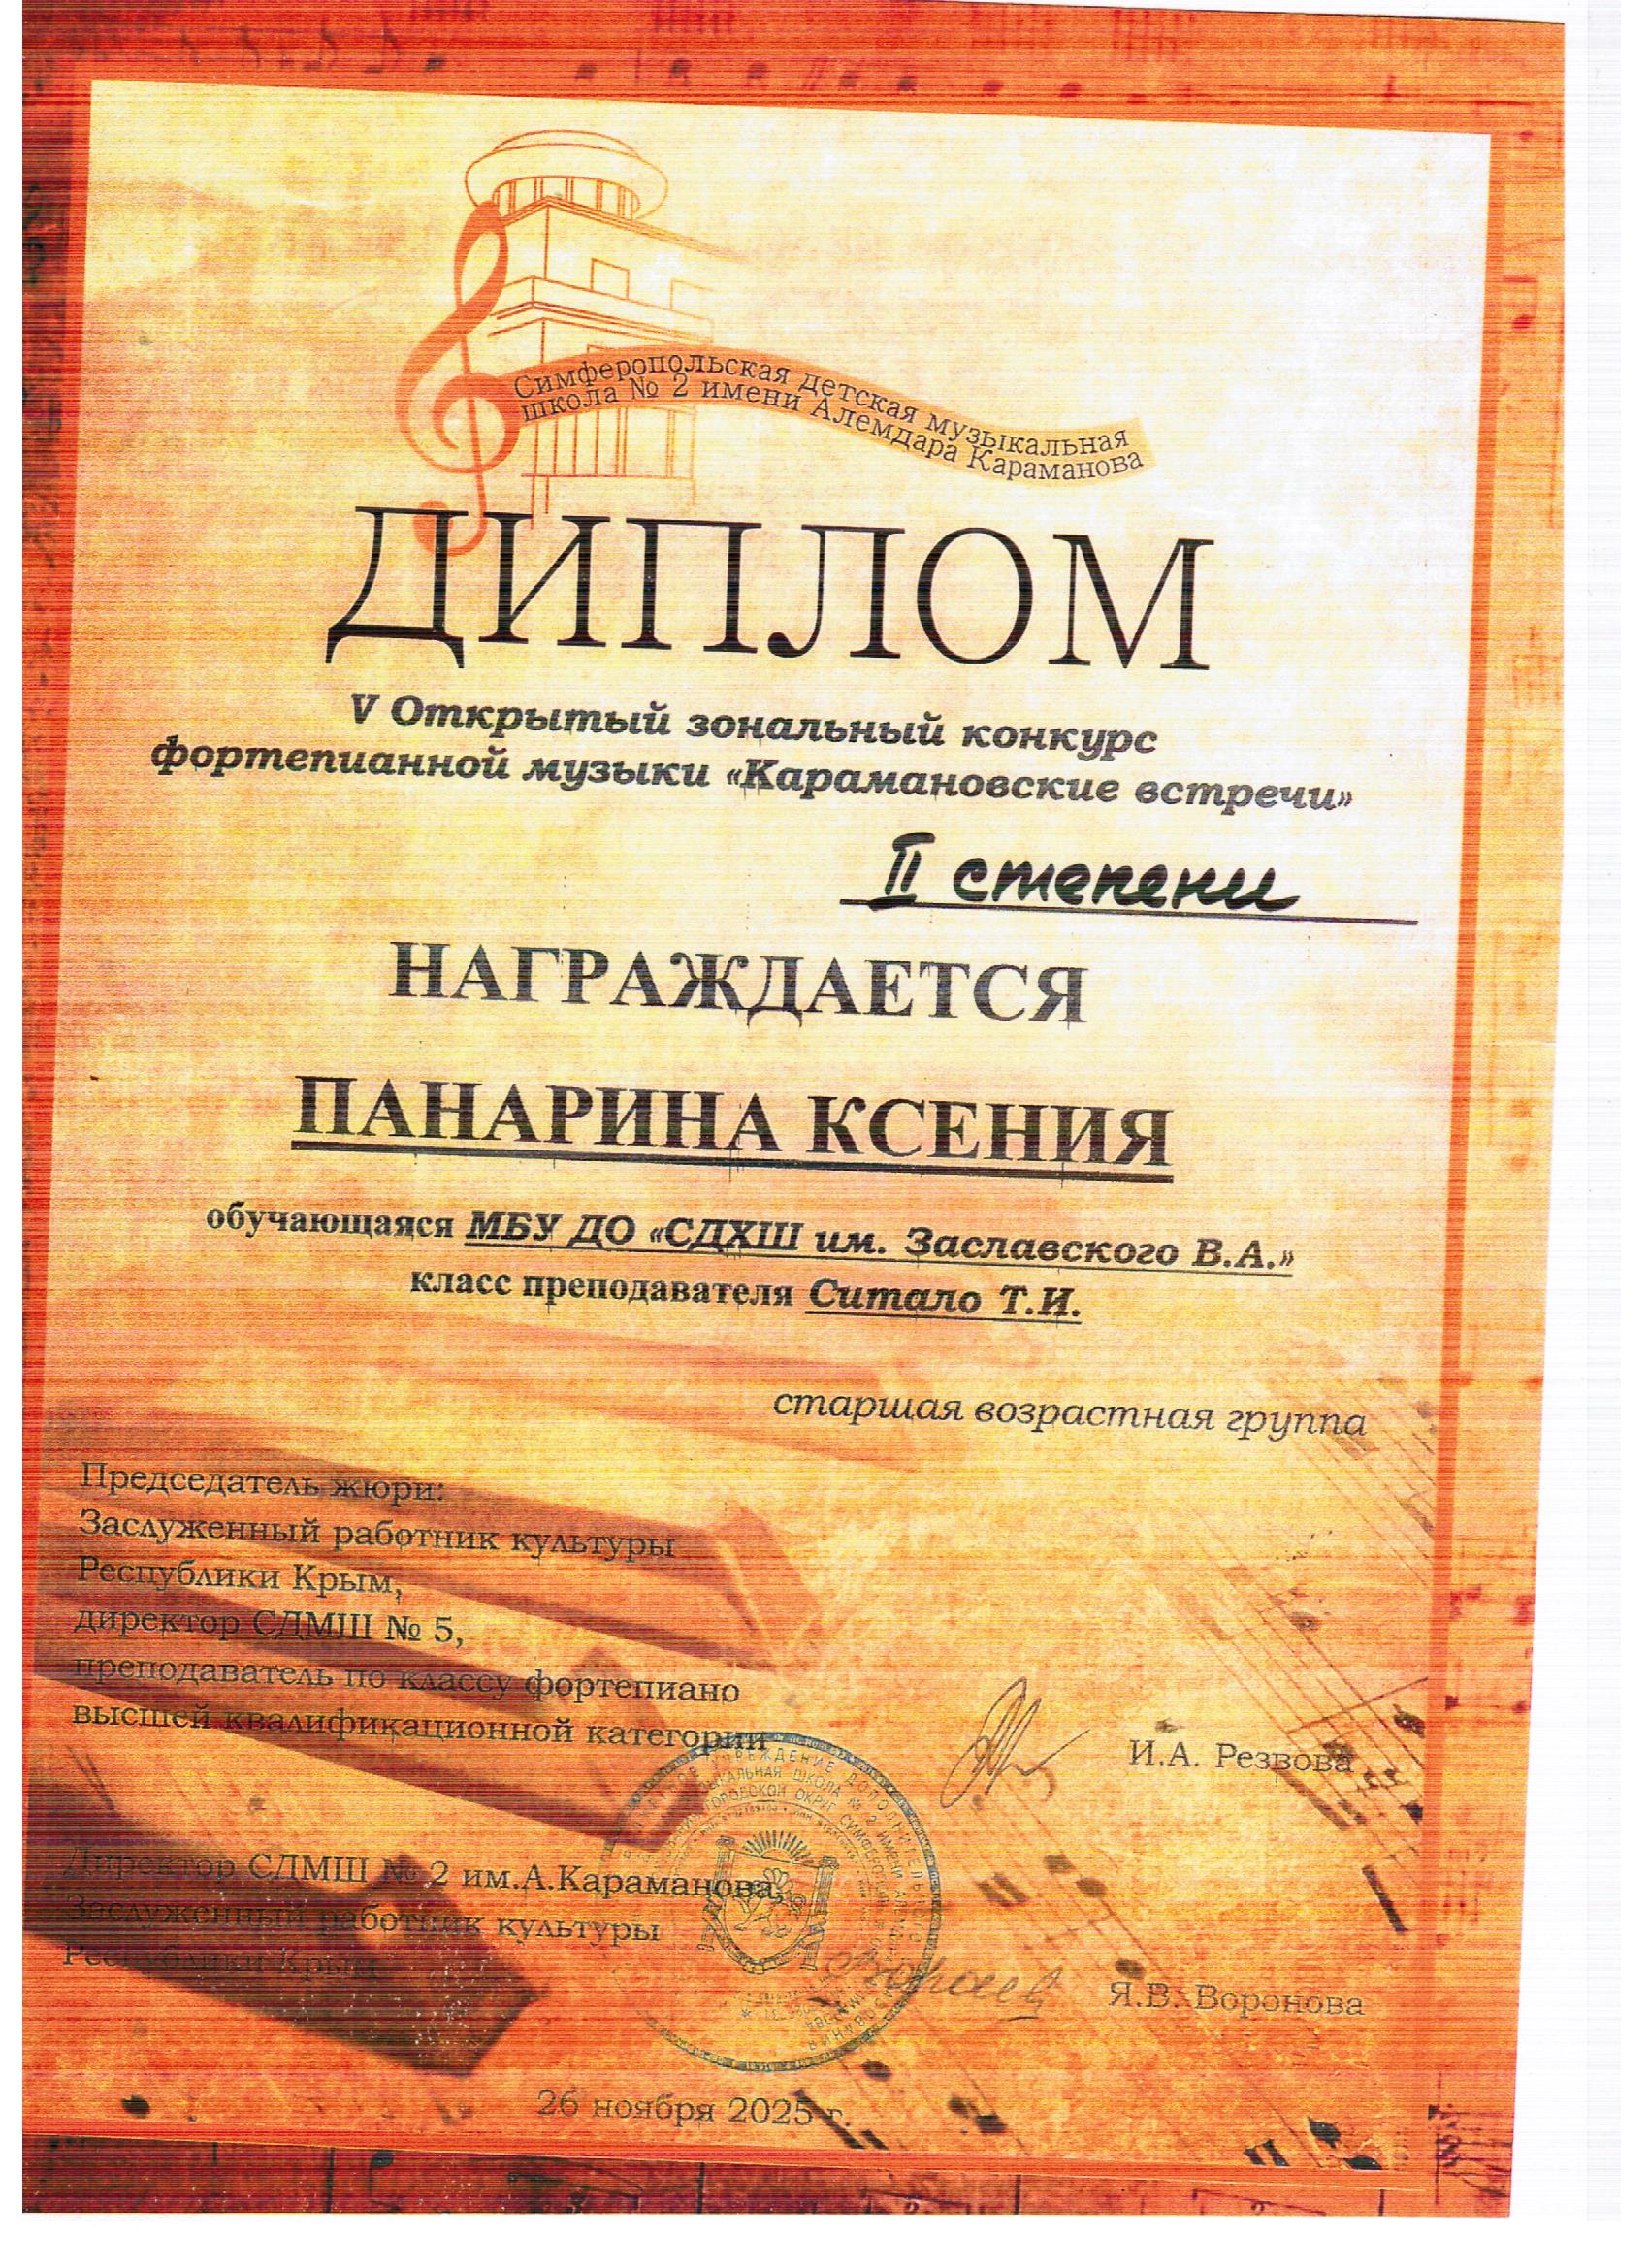 Симферопольская детская музыкальная
школа № 2 имени Алемдара Караманова
ДИПЛОМ
V Открытый зональный конкурс
фортепианной музыки «Карамановские встречи»
II степени
НАГРАЖДАЕТСЯ
ПАНАРИНА КСЕНИЯ
обучающаяся МБУ ДО «СДХШ им. Заславского В.А.»
класс преподавателя Ситало Т.И.
старшая возрастная группа
Председатель жюри:
Заслуженный работник культуры
Республики Крым,
директор СДМШ № 5,
преподаватель по классу фортепиано
высшей квалификационной категории
И.А. Резвова
Директор СДМШ № 2 им.А.Караманова,
Заслуженный работник культуры
Республики Крым
Я.В. Воронова
26 ноября 2025 г.